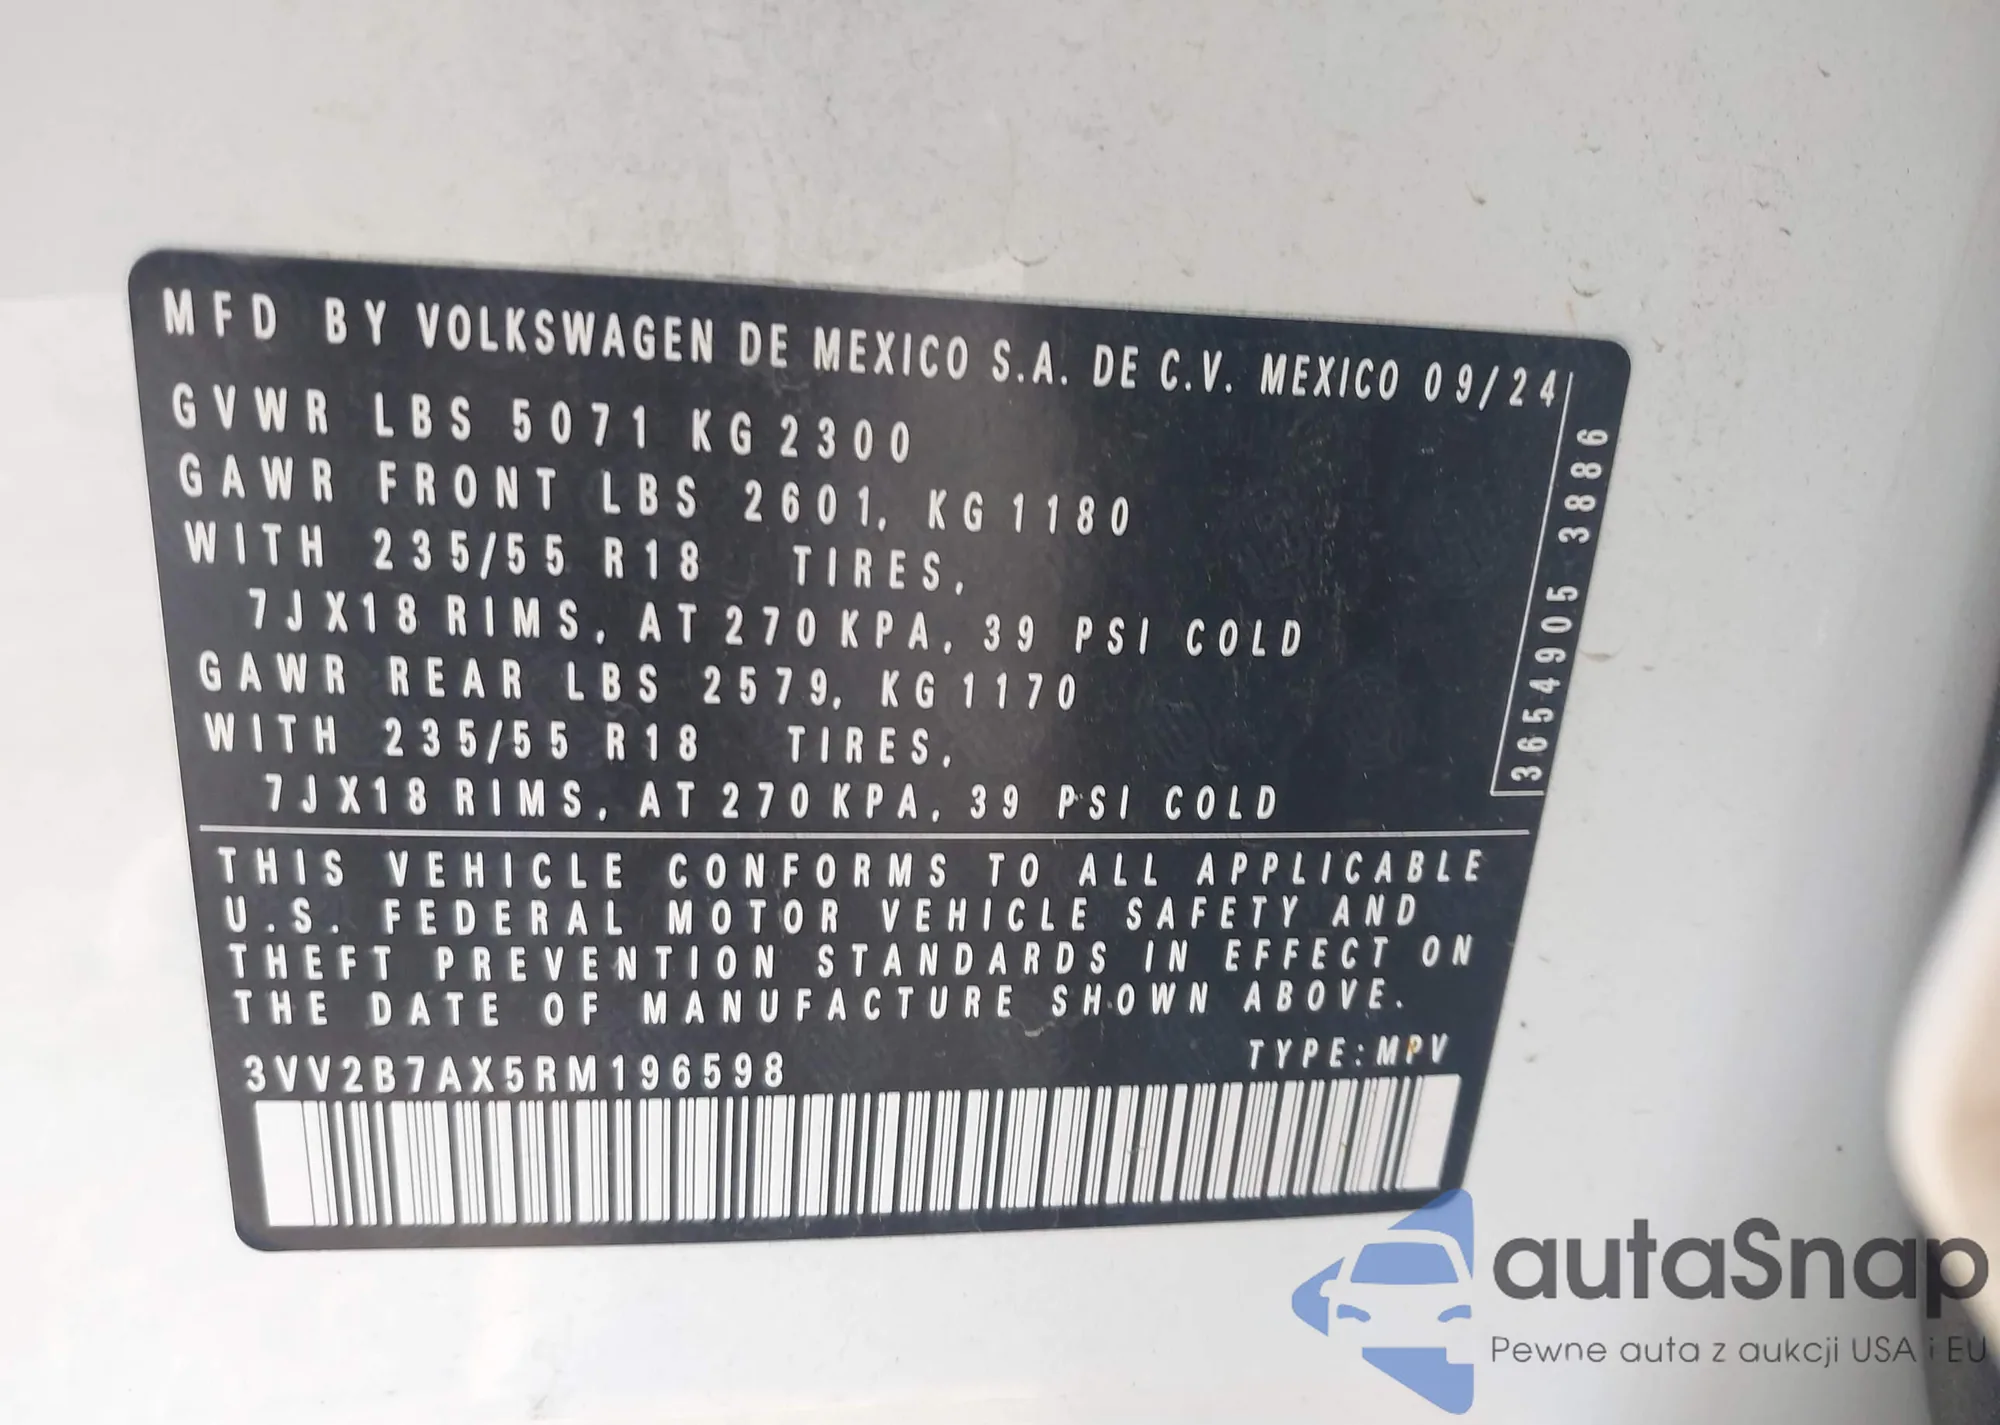 MFD BY VOLKSWAGEN DE MEXICO S.A. DE C.V. MEXICO 09/24
GVWR LBS 5071 KG 2300
GAWR FRONT LBS 2601, KG 1180
WITH 235/55 R18 TIRES,
7JX18 RIMS, AT 270 KPA, 39 PSI COLD
GAWR REAR LBS 2579, KG 1170
WITH 235/55 R18 TIRES,
7JX18 RIMS, AT 270 KPA, 39 PSI COLD
3654905 3886
THIS VEHICLE CONFORMS TO ALL APPLICABLE
U.S. FEDERAL MOTOR VEHICLE SAFETY AND
THEFT PREVENTION STANDARDS IN EFFECT ON
THE DATE OF MANUFACTURE SHOWN ABOVE.
3VV2B7AX5RM196598 TYPE:MPV
autaSnap
Pewne auta z aukcji USA i EU